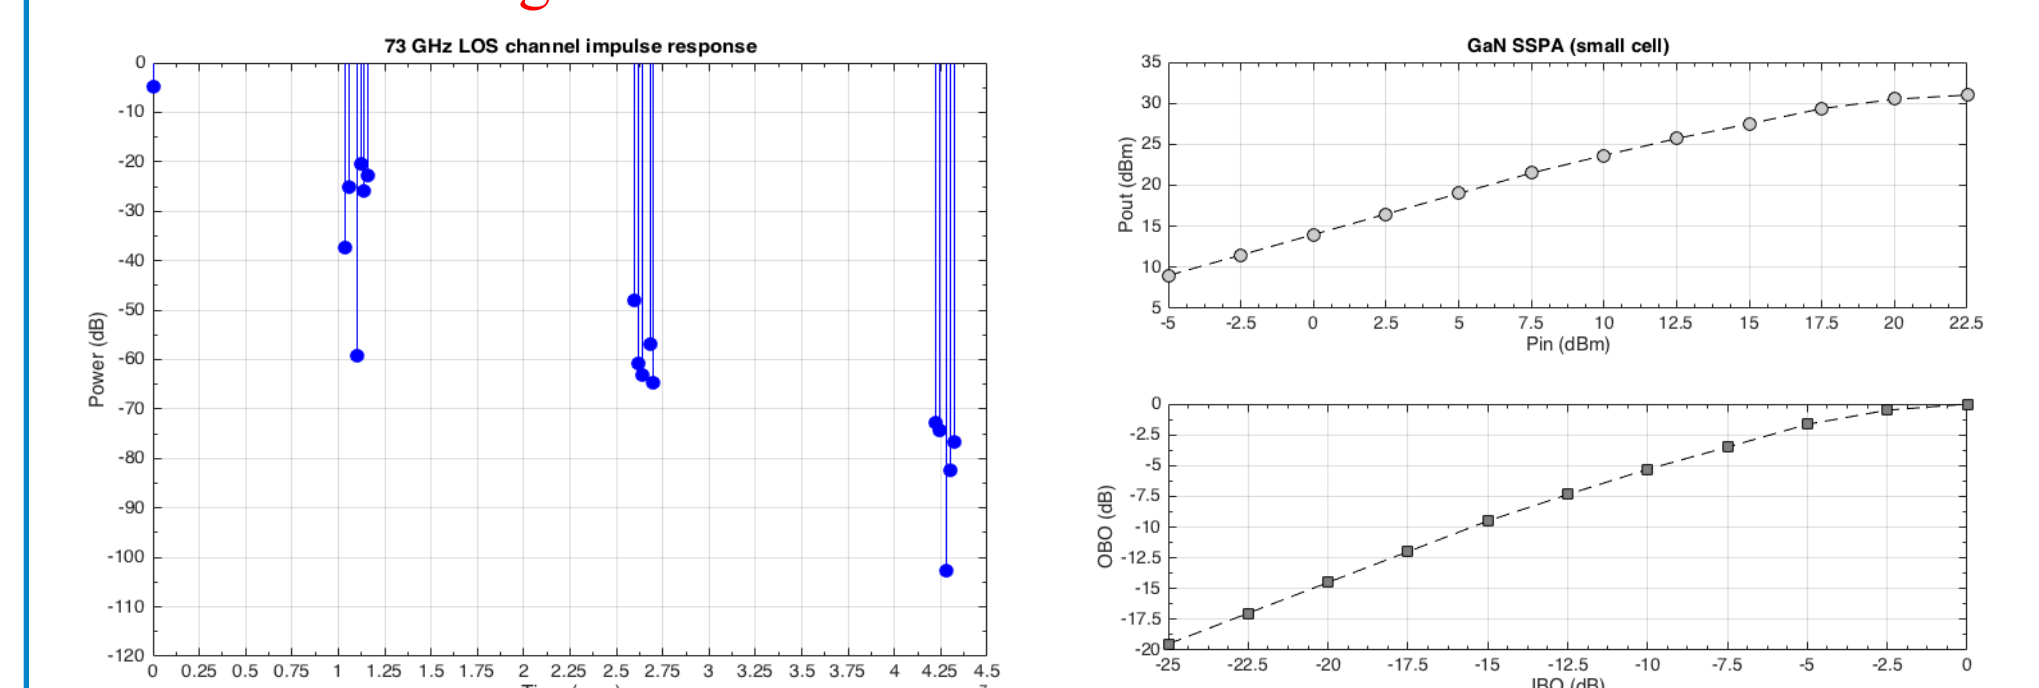 g
73 GHz LOS channel impulse response
Power (dB)
0
-10
-20
-30
-40
-50
-60
-70
-80
-90
-100
-110
-120
0 0.25 0.5 0.75 1 1.25 1.5 1.75 2 2.25 2.5 2.75 3 3.25 3.5 3.75 4 4.25 4.5
GaN SSPA (small cell)
Pout (dBm)
35
30
25
20
15
10
5
-5 -2.5 0 2.5 5 7.5 10 12.5 15 17.5 20 22.5
Pin (dBm)
OBO (dB)
0
-2.5
-5
-7.5
-10
-12.5
-15
-17.5
-20
-25 -22.5 -20 -17.5 -15 -12.5 -10 -7.5 -5 -2.5 0
IBO (dB)